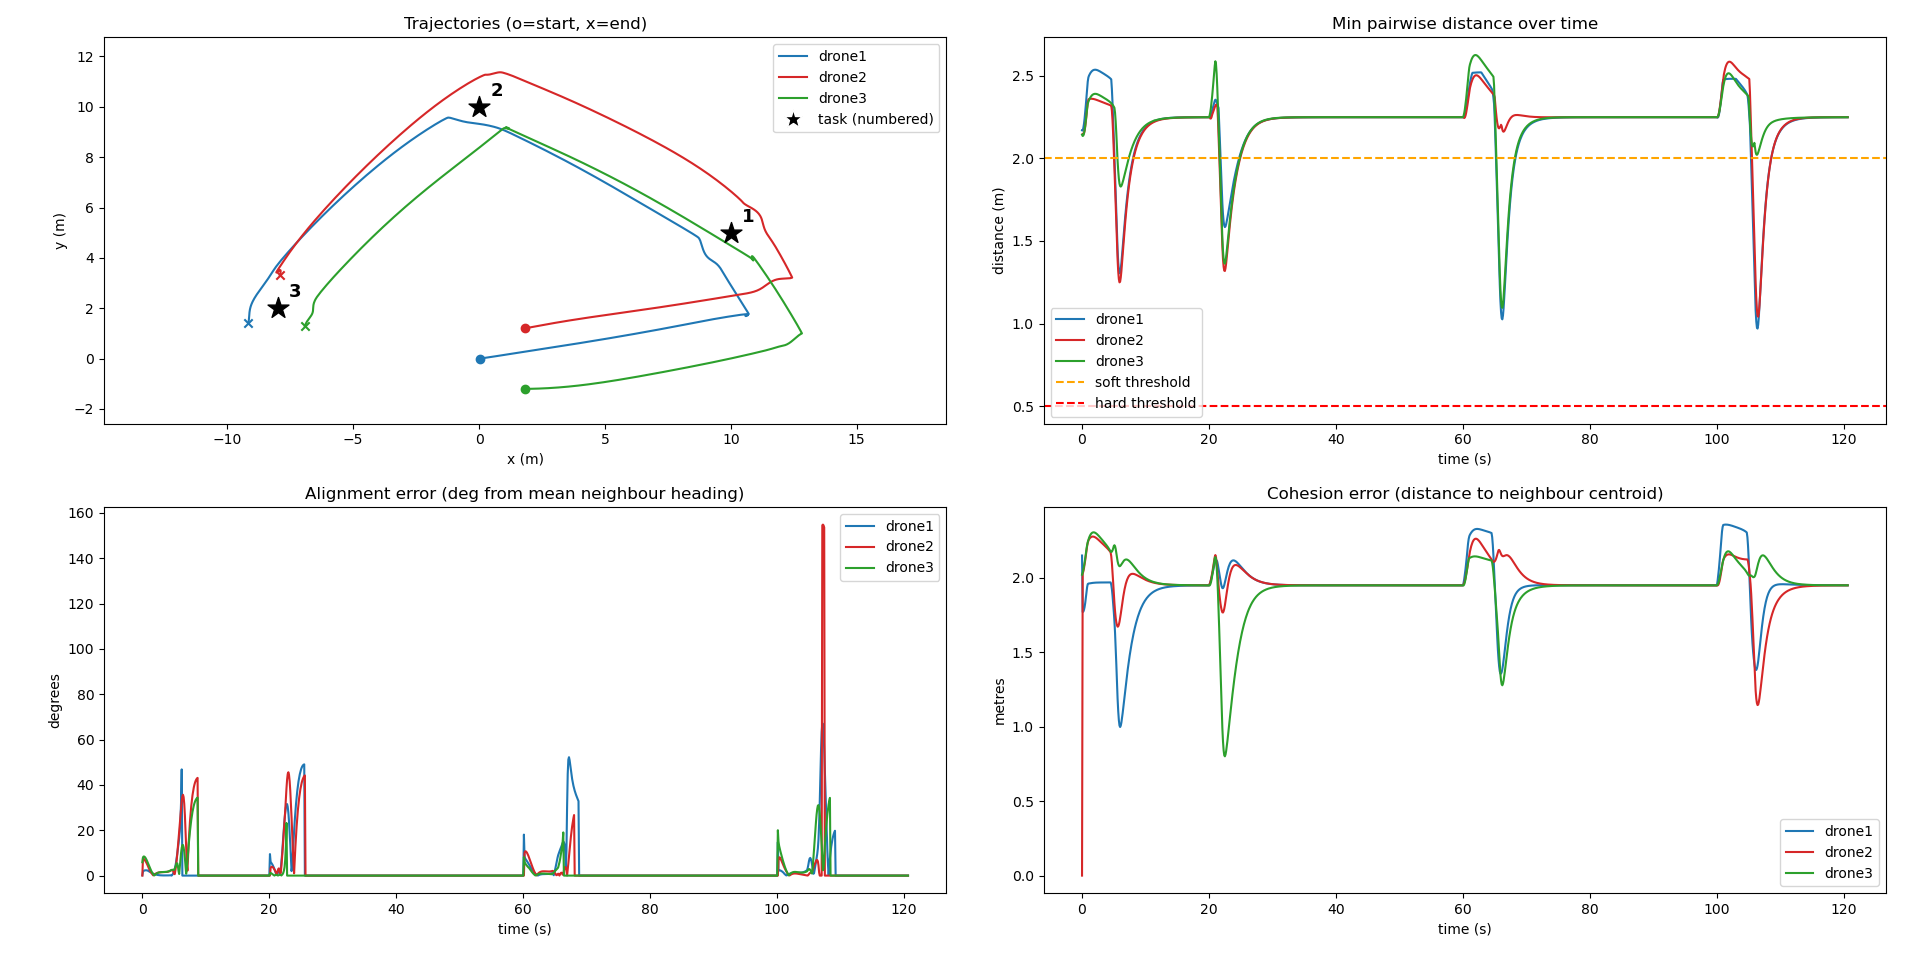 Trajectories (o=start, x=end)
12
10
8
6
4
2
0
−2
y (m)
−10
−5
0
5
10
15
x (m)
drone1
drone2
drone3
task (numbered)
2
1
3
Min pairwise distance over time
2.5
2.0
1.5
1.0
0.5
distance (m)
0
20
40
60
80
100
120
time (s)
drone1
drone2
drone3
soft threshold
hard threshold
Alignment error (deg from mean neighbour heading)
160
140
120
100
80
60
40
20
0
degrees
0
20
40
60
80
100
120
time (s)
drone1
drone2
drone3
Cohesion error (distance to neighbour centroid)
2.0
1.5
1.0
0.5
0.0
metres
0
20
40
60
80
100
120
time (s)
drone1
drone2
drone3